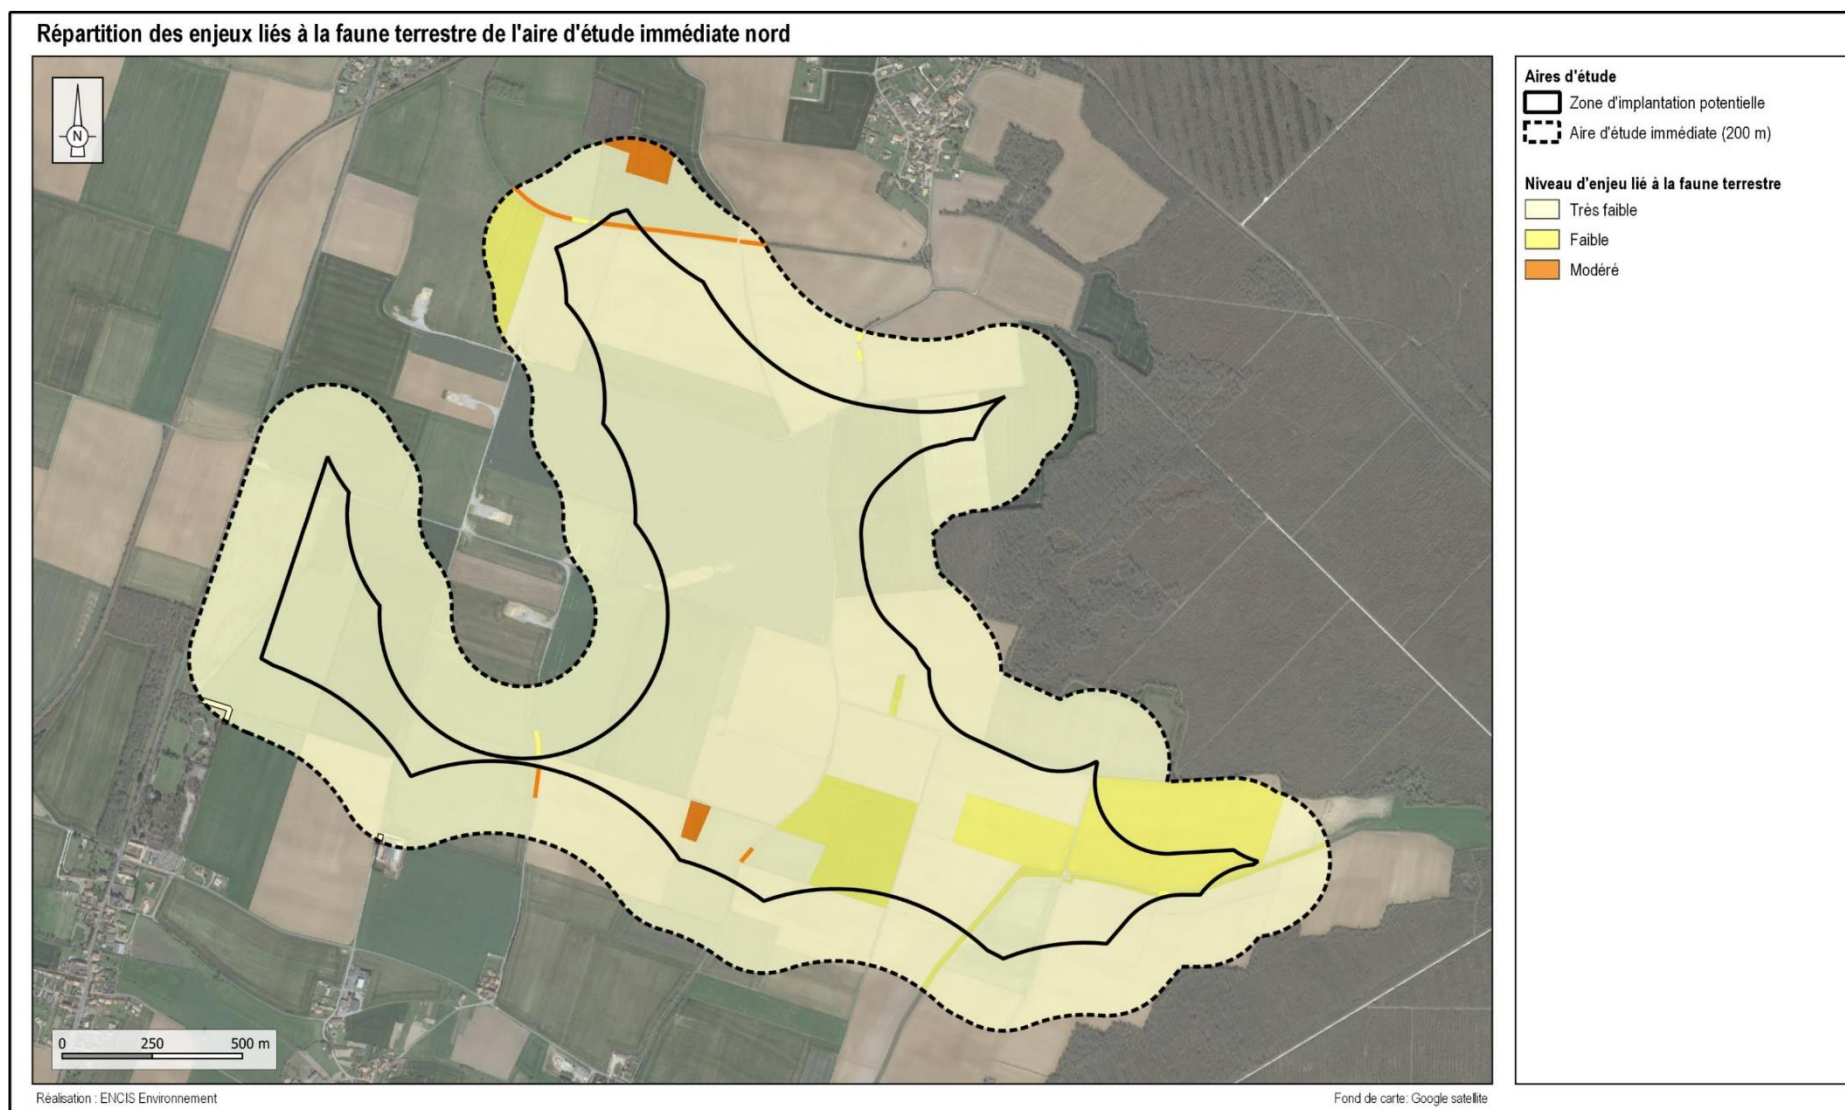 Répartition des enjeux liés à la faune terrestre de l'aire d'étude immédiate nord
N
Aires d'étude
Zone d'implantation potentielle
Aire d'étude immédiate (200 m)
Niveau d'enjeu lié à la faune terrestre
Très faible
Faible
Modéré
0 250 500 m
Réalisation : ENCIS Environnement
Fond de carte: Google satellite